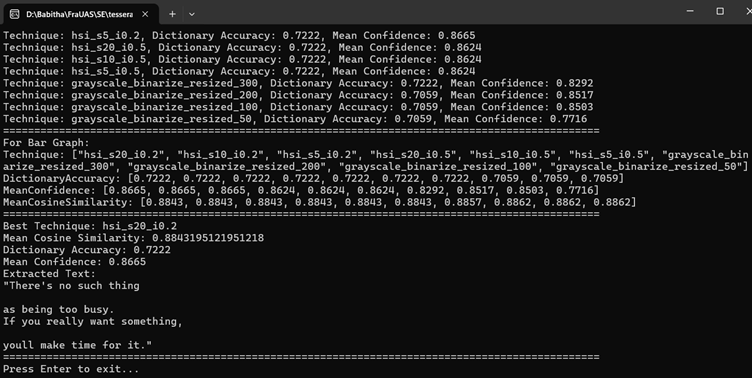 D:\Babitha\FraUAS\SE\tessera
Technique: hsi_s5_i0.2, Dictionary Accuracy: 0.7222, Mean Confidence: 0.8665
Technique: hsi_s20_i0.5, Dictionary Accuracy: 0.7222, Mean Confidence: 0.8624
Technique: hsi_s10_i0.5, Dictionary Accuracy: 0.7222, Mean Confidence: 0.8624
Technique: hsi_s5_i0.5, Dictionary Accuracy: 0.7222, Mean Confidence: 0.8624
Technique: grayscale_binarize_resized_300, Dictionary Accuracy: 0.7222, Mean Confidence: 0.8292
Technique: grayscale_binarize_resized_200, Dictionary Accuracy: 0.7059, Mean Confidence: 0.8517
Technique: grayscale_binarize_resized_100, Dictionary Accuracy: 0.7059, Mean Confidence: 0.8503
Technique: grayscale_binarize_resized_50, Dictionary Accuracy: 0.7059, Mean Confidence: 0.7716
================================================================================================
For Bar Graph:
Technique: ["hsi_s20_i0.2", "hsi_s10_i0.2", "hsi_s5_i0.2", "hsi_s20_i0.5", "hsi_s10_i0.5", "hsi_s5_i0.5", "grayscale_bin
arize_resized_300", "grayscale_binarize_resized_200", "grayscale_binarize_resized_100", "grayscale_binarize_resized_50"]
DictionaryAccuracy: [0.7222, 0.7222, 0.7222, 0.7222, 0.7222, 0.7222, 0.7222, 0.7059, 0.7059, 0.7059]
MeanConfidence: [0.8665, 0.8665, 0.8665, 0.8624, 0.8624, 0.8624, 0.8292, 0.8517, 0.8503, 0.7716]
MeanCosineSimilarity: [0.8843, 0.8843, 0.8843, 0.8843, 0.8843, 0.8843, 0.8857, 0.8862, 0.8862, 0.8862]
================================================================================================
Best Technique: hsi_s20_i0.2
Mean Cosine Similarity: 0.8843195121951218
Dictionary Accuracy: 0.7222
Mean Confidence: 0.8665
Extracted Text:
"There's no such thing
as being too busy.
If you really want something,
youll make time for it."
================================================================================================
Press Enter to exit...